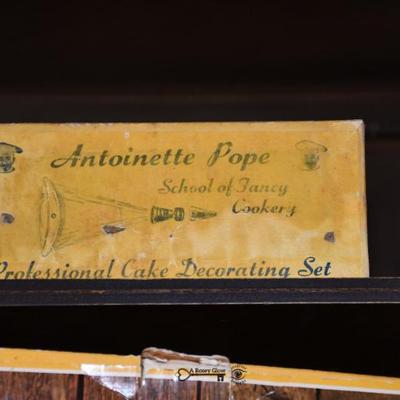 Antoinette Pope
School of Fancy
Cookery
Professional Cake Decorating Set
A Rosey Glow